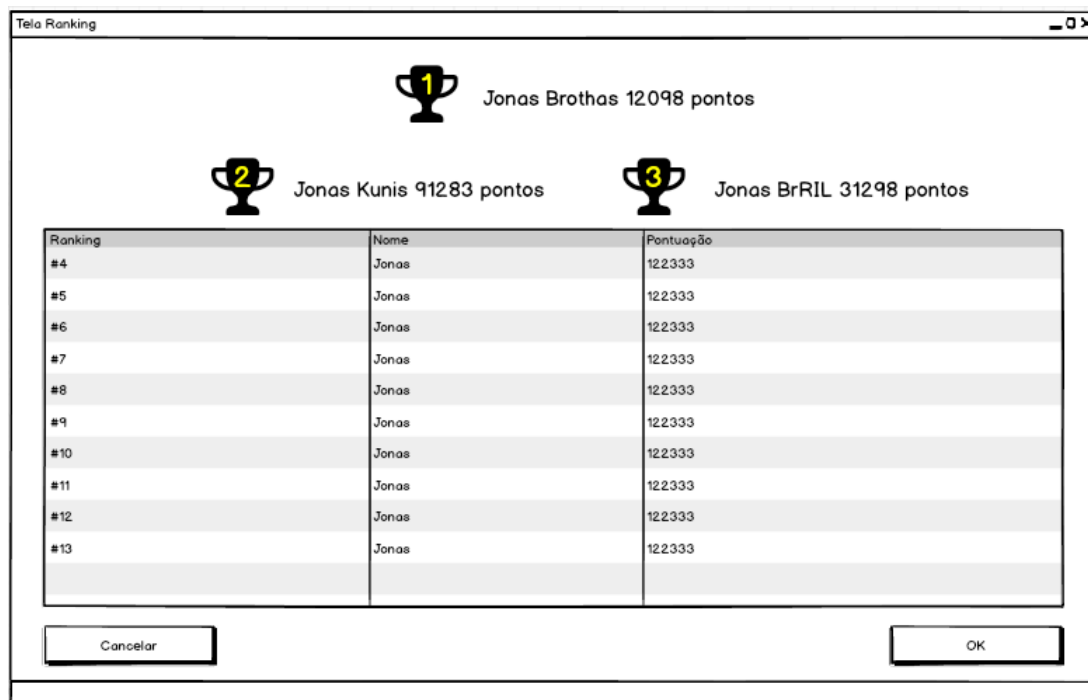 Tela Ranking
1
Jonas Brothas 12098 pontos
2
Jonas Kunis 91283 pontos
3
Jonas BrRIL 31298 pontos
Ranking Nome Pontuação
#4 Jonas 122333
#5 Jonas 122333
#6 Jonas 122333
#7 Jonas 122333
#8 Jonas 122333
#9 Jonas 122333
#10 Jonas 122333
#11 Jonas 122333
#12 Jonas 122333
#13 Jonas 122333
Cancelar OK